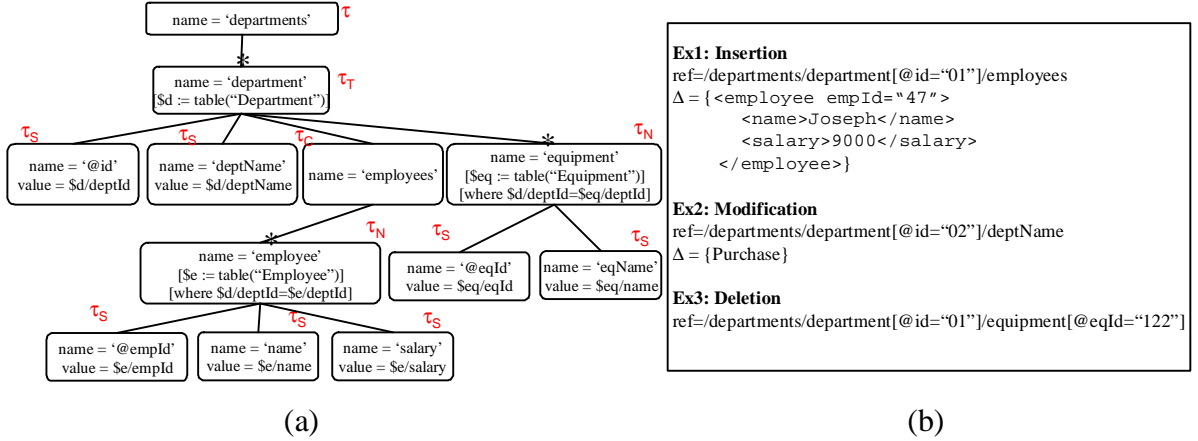 name = ‘departments’
τ
*
name = ‘department’
[$d := table(“Department”)]
τT
τS
name = ‘@id’
value = $d/deptId
τS
name = ‘deptName’
value = $d/deptName
τC
name = ‘employees’
*
τN
name = ‘equipment’
[$eq := table(“Equipment”)]
[where $d/deptId=$eq/deptId]
*
τN
name = ‘employee’
[$e := table(“Employee”)]
[where $d/deptId=$e/deptId]
τS
name = ‘@eqId’
value = $eq/eqId
τS
name = ‘eqName’
value = $eq/name
τS
name = ‘@empId’
value = $e/empId
τS
name = ‘name’
value = $e/name
τS
name = ‘salary’
value = $e/salary
(a)
Ex1: Insertion
ref=/departments/department[@id=“01”]/employees
Δ = {<employee empId=“47”>
<name>Joseph</name>
<salary>9000</salary>
</employee>}
Ex2: Modification
ref=/departments/department[@id=“02”]/deptName
Δ = {Purchase}
Ex3: Deletion
ref=/departments/department[@id=“01”]/equipment[@eqId=“122”]
(b)